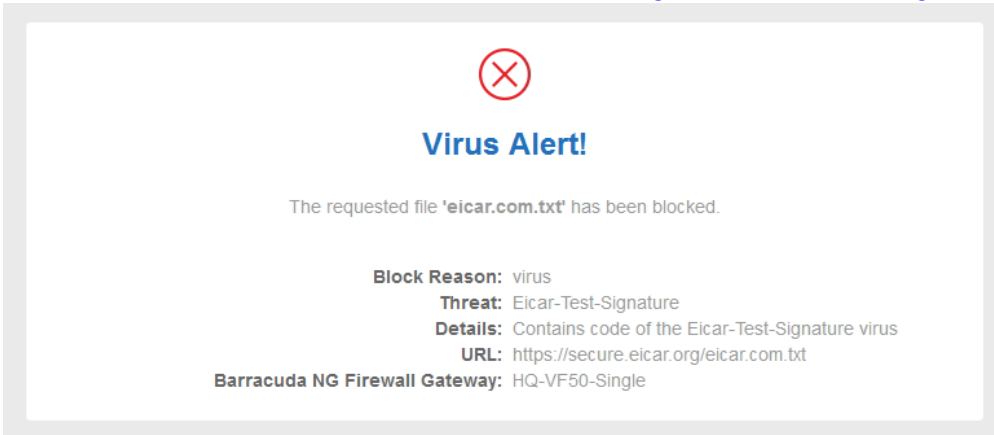 Virus Alert!
The requested file 'eicar.com.txt' has been blocked.
Block Reason: virus
Threat: Eicar-Test-Signature
Details: Contains code of the Eicar-Test-Signature virus
URL: https://secure.eicar.org/eicar.com.txt
Barracuda NG Firewall Gateway: HQ-VF50-Single